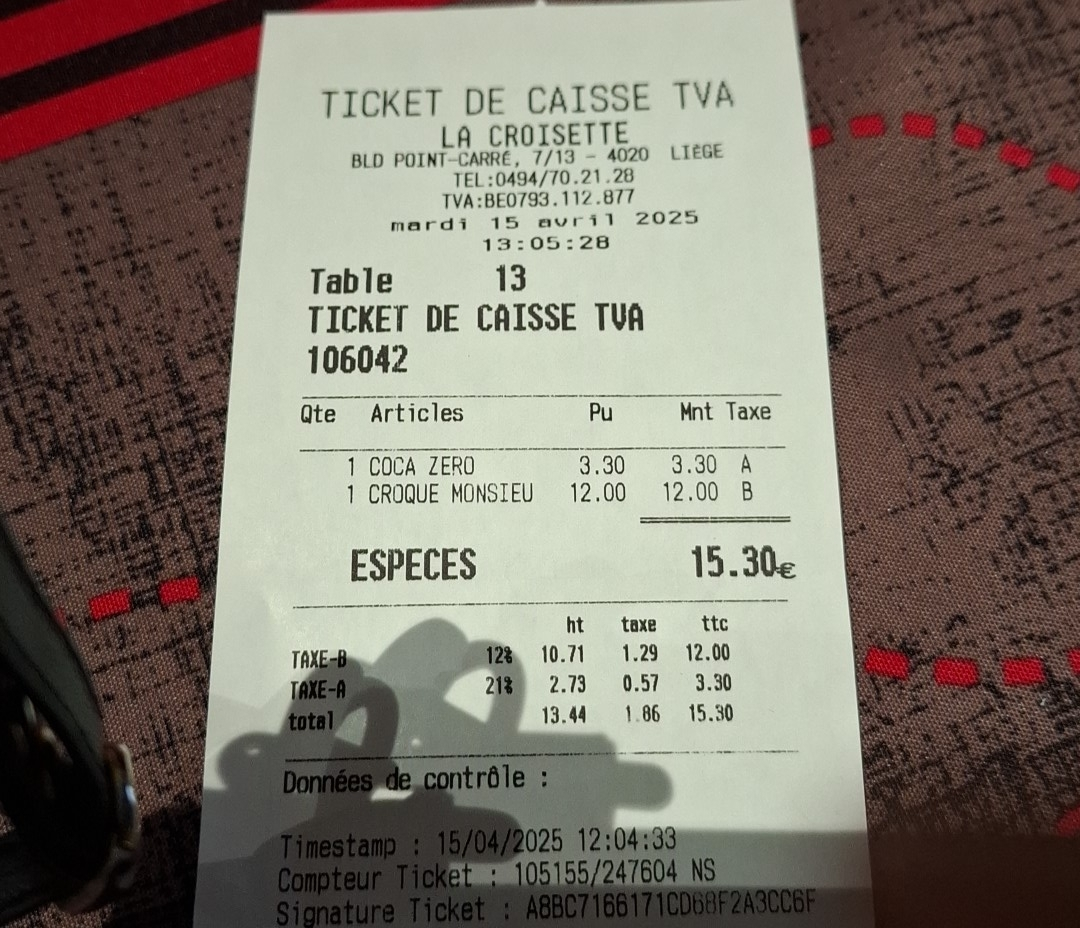 TICKET DE CAISSE TVA
LA CROISETTE
BLD POINT-CARRÉ, 7/13 - 4020 LIÈGE
TEL:0494/70.21.28
TVA:BE0793.112.877
mardi 15 avril 2025
13:05:28
Table 13
TICKET DE CAISSE TVA
106042
Qte Articles Pu Mnt Taxe
1 COCA ZERO 3.30 3.30 A
1 CROQUE MONSIEU 12.00 12.00 B
ESPECES 15.30€
ht taxe ttc
TAXE-B 12% 10.71 1.29 12.00
TAXE-A 21% 2.73 0.57 3.30
total 13.44 1.86 15.30
Données de contrôle :
Timestamp : 15/04/2025 12:04:33
Compteur Ticket : 105155/247604 NS
Signature Ticket : A8BC7166171CD68F2A3CC6F